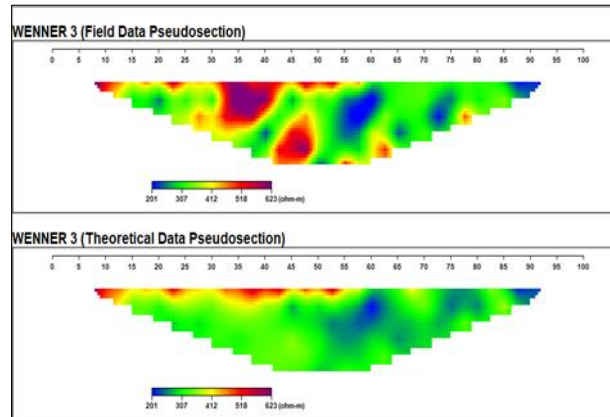 WENNER 3 (Field Data Pseudosection)
0 5 10 15 20 25 30 35 40 45 50 55 60 65 70 75 80 85 90 95 100
201 307 412 518 623 (ohm-m)
WENNER 3 (Theoretical Data Pseudosection)
0 5 10 15 20 25 30 35 40 45 50 55 60 65 70 75 80 85 90 95 100
201 307 412 518 623 (ohm-m)